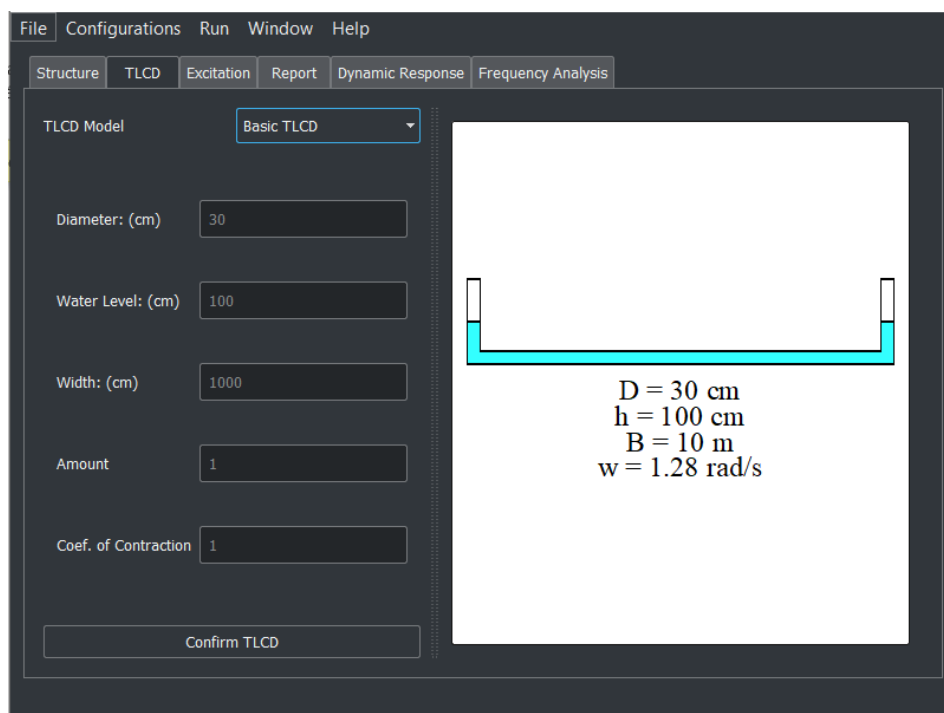 File Configurations Run Window Help
Structure TLCD Excitation Report Dynamic Response Frequency Analysis
TLCD Model Basic TLCD
Diameter: (cm) 30
Water Level: (cm) 100
Width: (cm) 1000
Amount 1
Coef. of Contraction 1
Confirm TLCD
D = 30 cm
h = 100 cm
B = 10 m
w = 1.28 rad/s